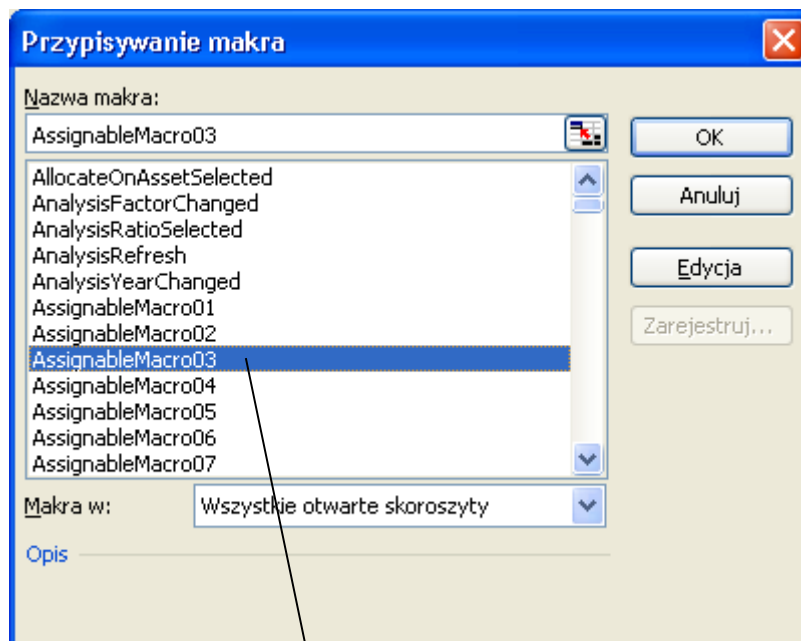 Przypisywanie makra
Nazwa makra:
AssignableMacro03
OK
AllocateOnAssetSelected
AnalysisFactorChanged
Anuluj
AnalysisRatioSelected
AnalysisRefresh
Edycja
AnalysisYearChanged
AssignableMacro01
AssignableMacro02
Zarejestruj...
AssignableMacro03
AssignableMacro04
AssignableMacro05
AssignableMacro06
AssignableMacro07
Makra w: Wszystkie otwarte skoroszyty
Opis